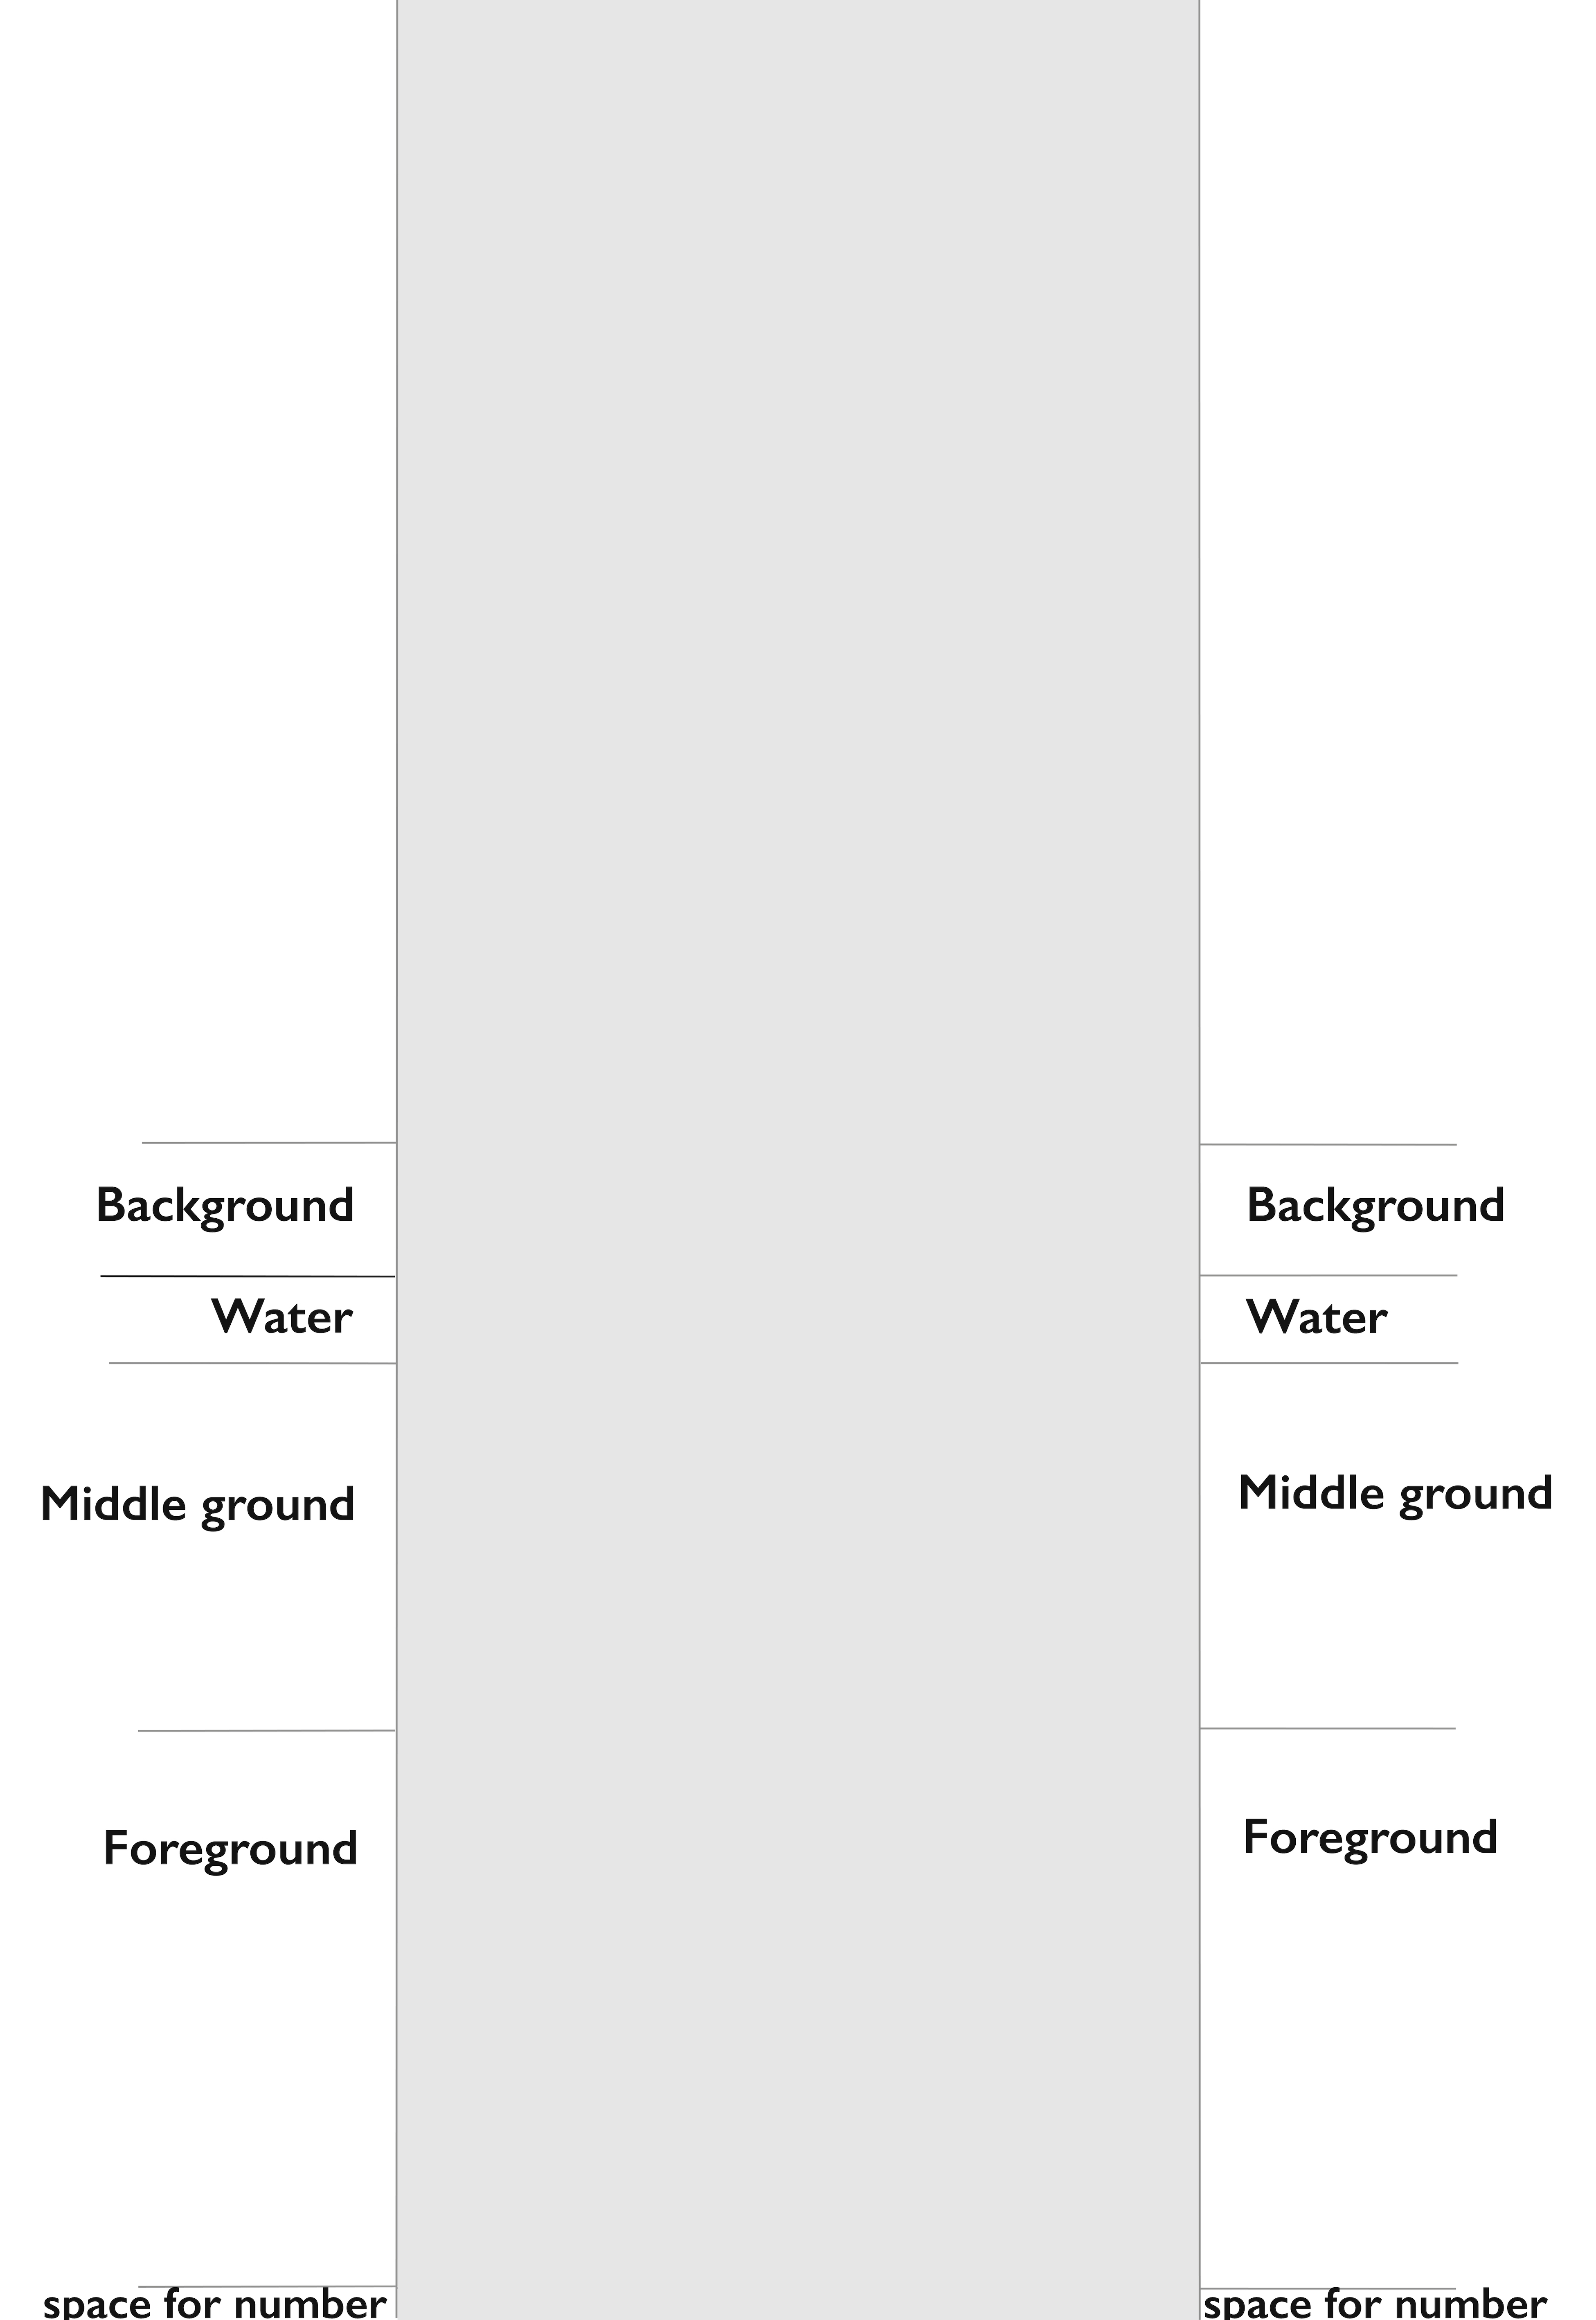 Background
Background
Water
Water
Middle ground
Middle ground
Foreground
Foreground
space for number
space for number